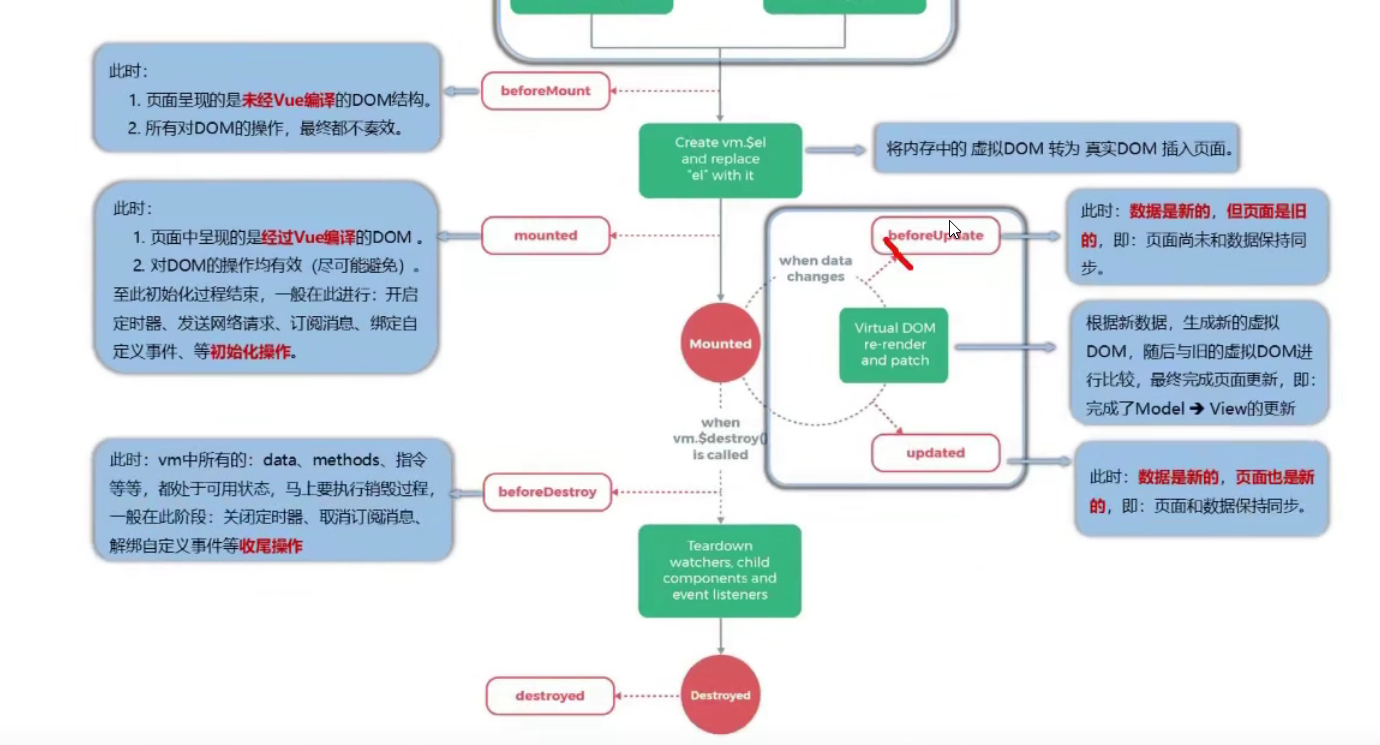 此时：
1. 页面呈现的是未经Vue编译的DOM结构。
2. 所有对DOM的操作，最终都不奏效。
beforeMount
Create vm.$el
and replace
"el" with it
将内存中的 虚拟DOM 转为 真实DOM 插入页面。
此时：
1. 页面中呈现的是经过Vue编译的DOM 。
2. 对DOM的操作均有效（尽可能避免）。
至此初始化过程结束，一般在此进行：开启
定时器、发送网络请求、订阅消息、绑定自
定义事件、等初始化操作。
mounted
Mounted
beforeUpdate
此时：数据是新的，但页面是旧
的，即：页面尚未和数据保持同
步。
when data
changes
Virtual DOM
re-render
and patch
根据新数据，生成新的虚拟
DOM，随后与旧的虚拟DOM进
行比较，最终完成页面更新，即：
完成了Model ➔ View的更新
updated
此时：数据是新的，页面也是新
的，即：页面和数据保持同步。
when
vm.$destroy()
is called
此时：vm中所有的：data、methods、指令
等等，都处于可用状态，马上要执行销毁过程，
一般在此阶段：关闭定时器、取消订阅消息、
解绑自定义事件等收尾操作
beforeDestroy
Teardown
watchers, child
components and
event listeners
destroyed
Destroyed